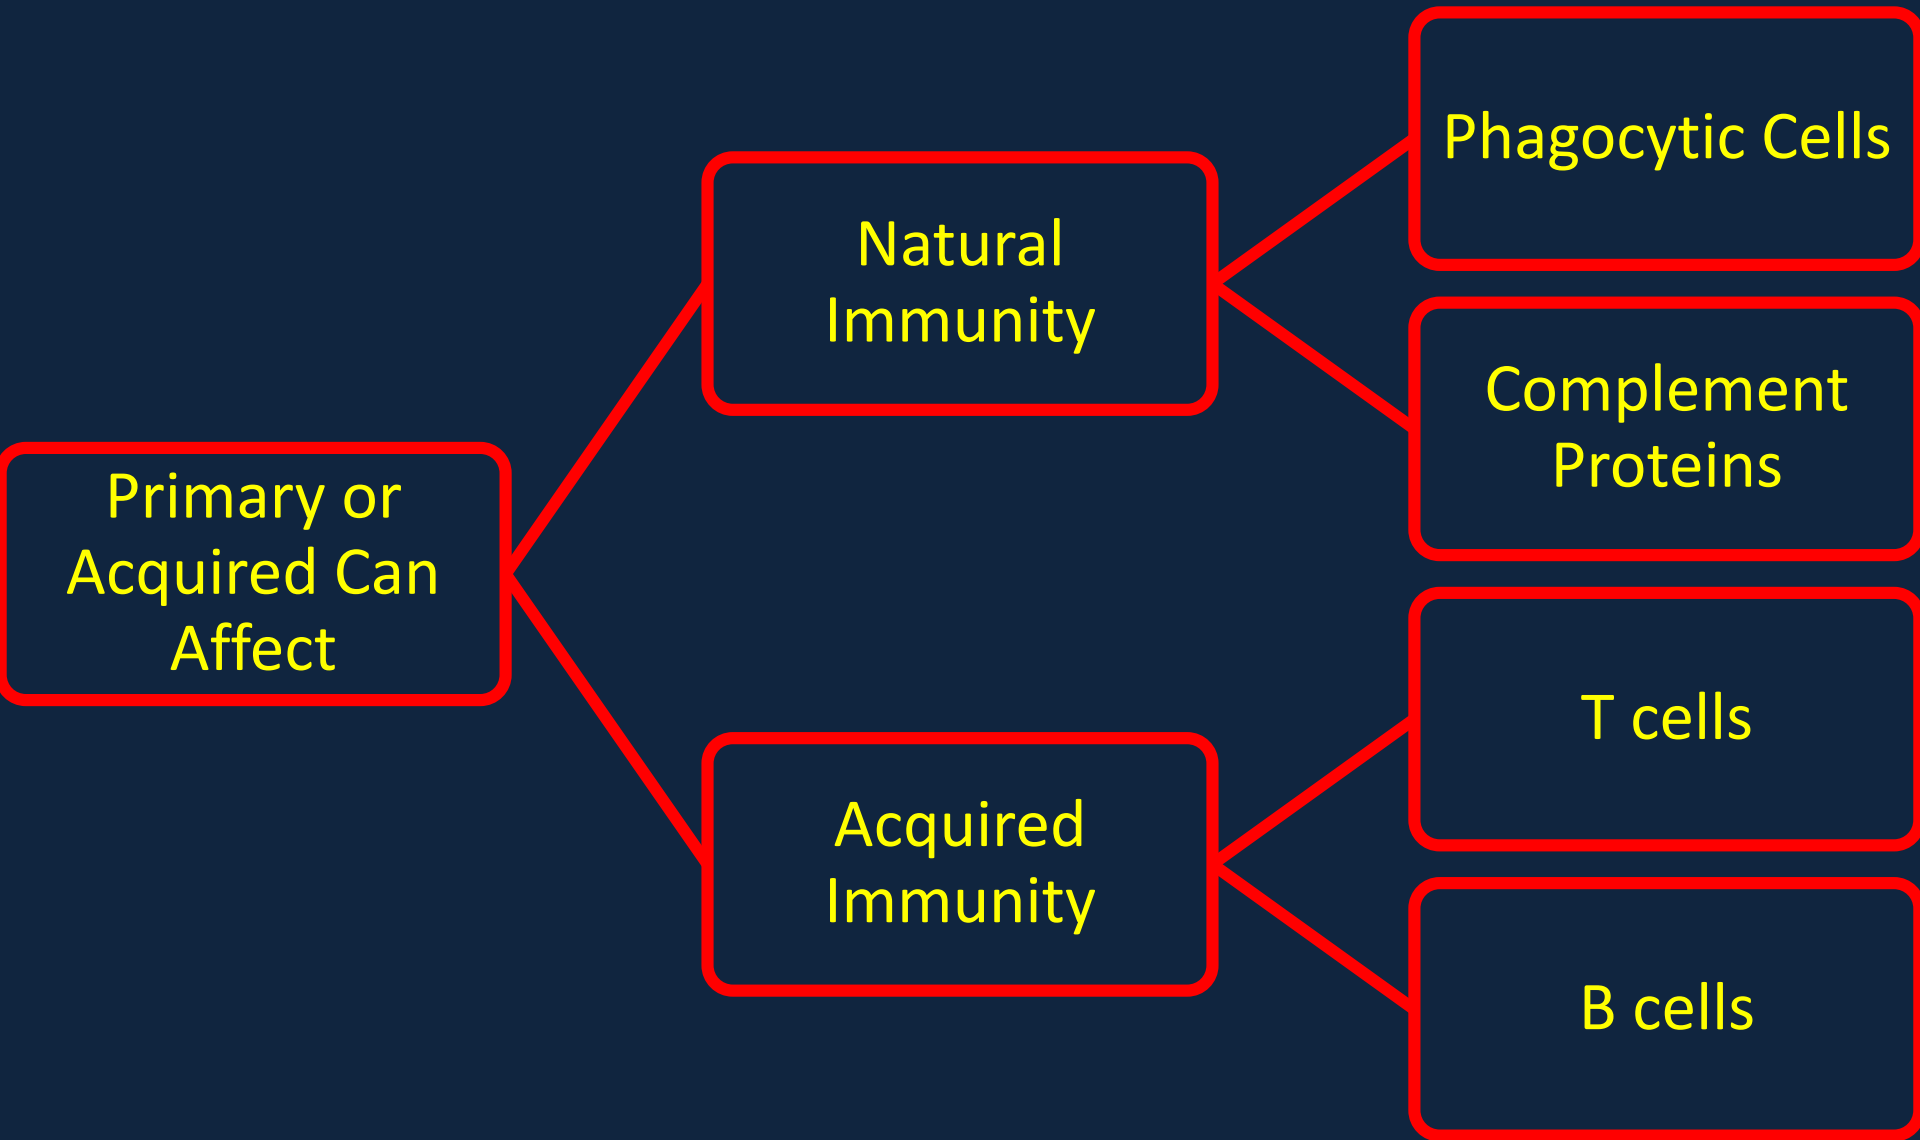 Primary or
Acquired Can
Affect
Natural
Immunity
Phagocytic Cells
Complement
Proteins
Acquired
Immunity
T cells
B cells